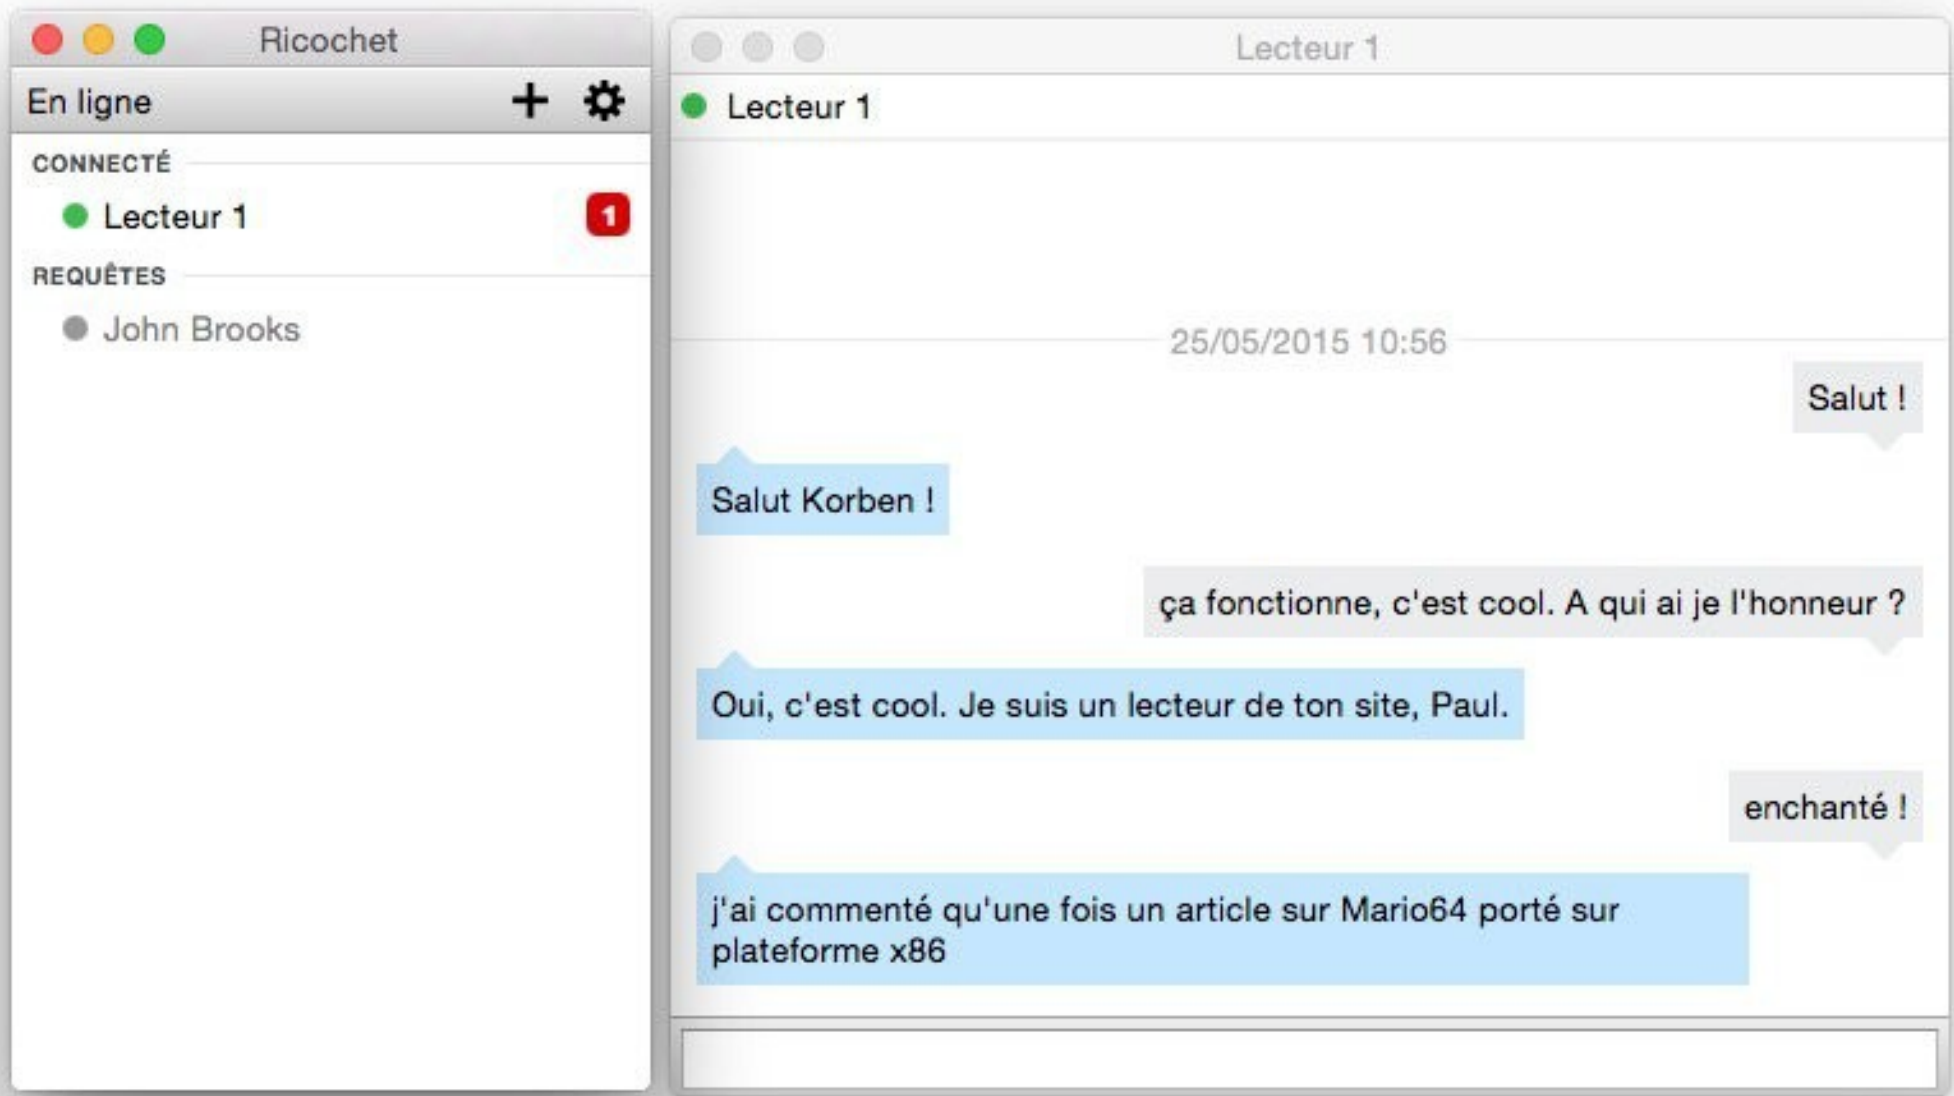 Ricochet
En ligne
CONNECTÉ
Lecteur 1
1
REQUÊTES
John Brooks
Lecteur 1
Lecteur 1
25/05/2015 10:56
Salut !
Salut Korben !
ça fonctionne, c'est cool. A qui ai je l'honneur ?
Oui, c'est cool. Je suis un lecteur de ton site, Paul.
enchanté !
j'ai commenté qu'une fois un article sur Mario64 porté sur
plateforme x86